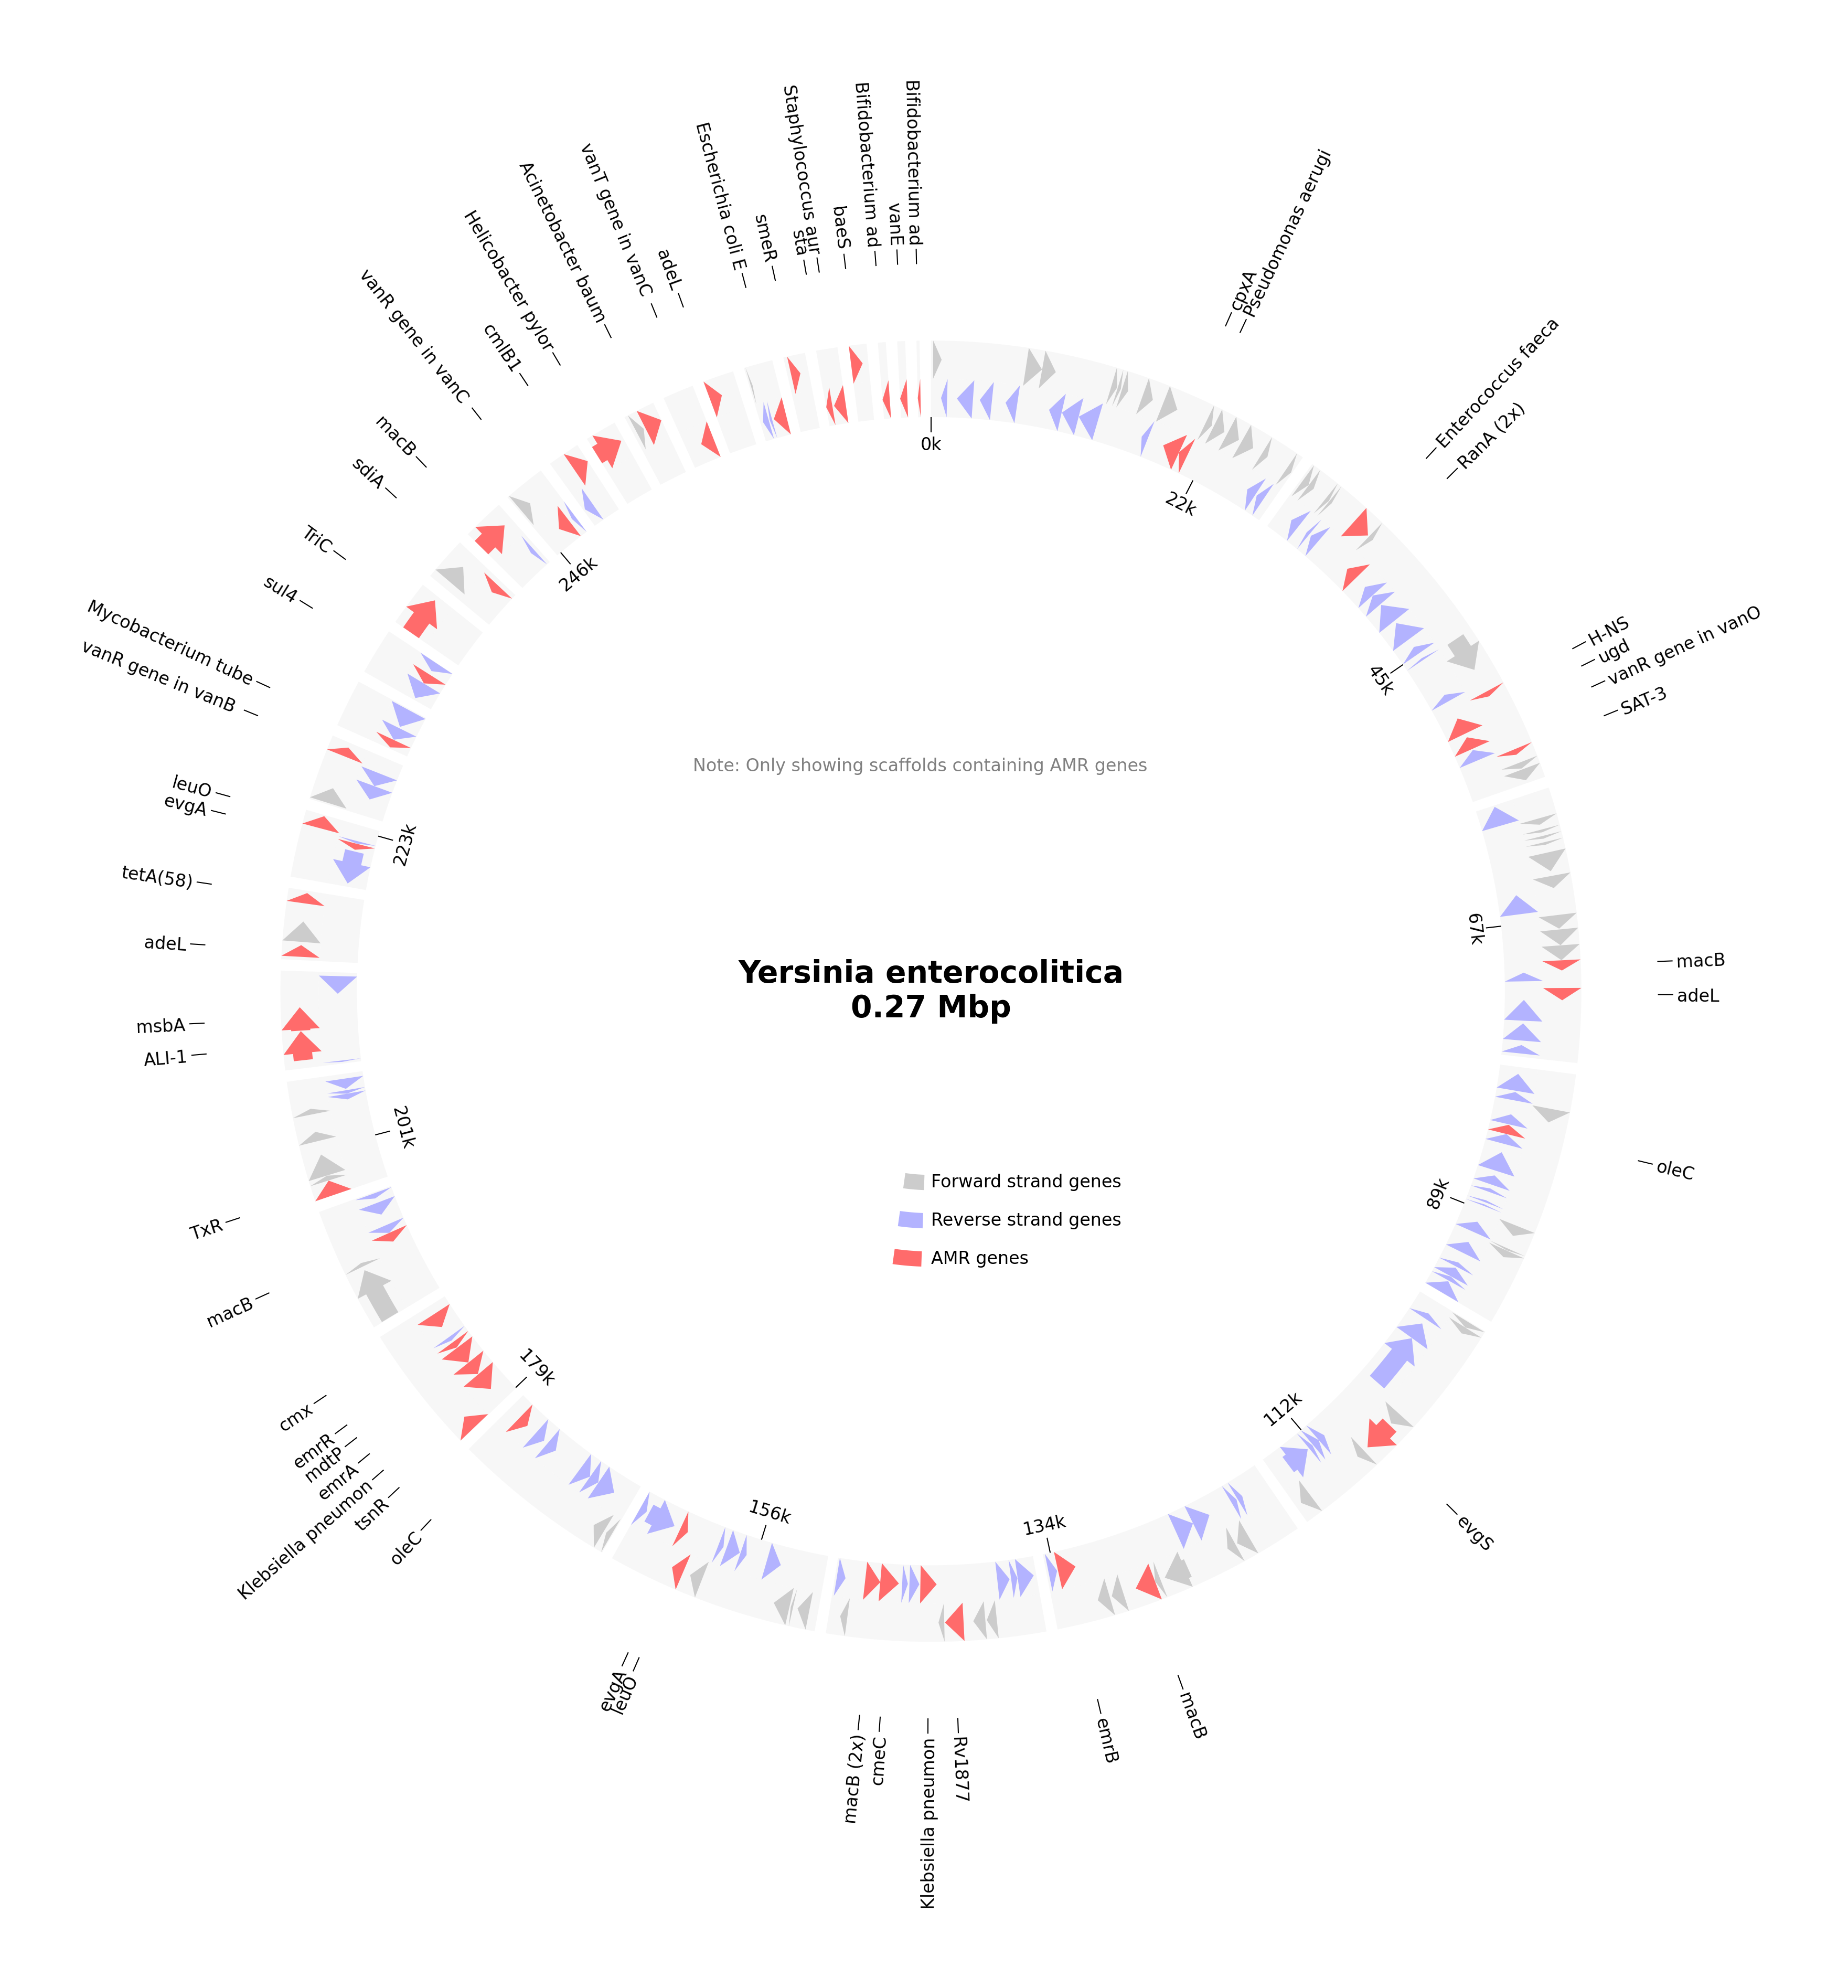 Bifidobacterium ad
cpxA
Pseudomonas aerugi
Enterococcus faeca
RanA (2x)
H-NS
ugd
vanR gene in vanO
SAT-3
macB
adeL
oleC
evgS
macB
emrB
Rv1877
Klebsiella pneumon
cmeC
macB (2x)
leuO
evgA
oleC
tsnR
Klebsiella pneumon
emrA
mdtP
emrR
cmx
macB
TxR
ALI-1
msbA
adeL
tetA(58)
evgA
leuO
vanR gene in vanB
Mycobacterium tube
sul4
TriC
sdiA
macB
vanR gene in vanC
cmlB1
Helicobacter pylor
Acinetobacter baum
vanT gene in vanC
adeL
Escherichia coli E
smeR
sta
Staphylococcus aur
baeS
Bifidobacterium ad
vanE
0k
22k
45k
67k
89k
112k
134k
156k
179k
201k
223k
246k
Note: Only showing scaffolds containing AMR genes
Yersinia enterocolitica
0.27 Mbp
Forward strand genes
Reverse strand genes
AMR genes